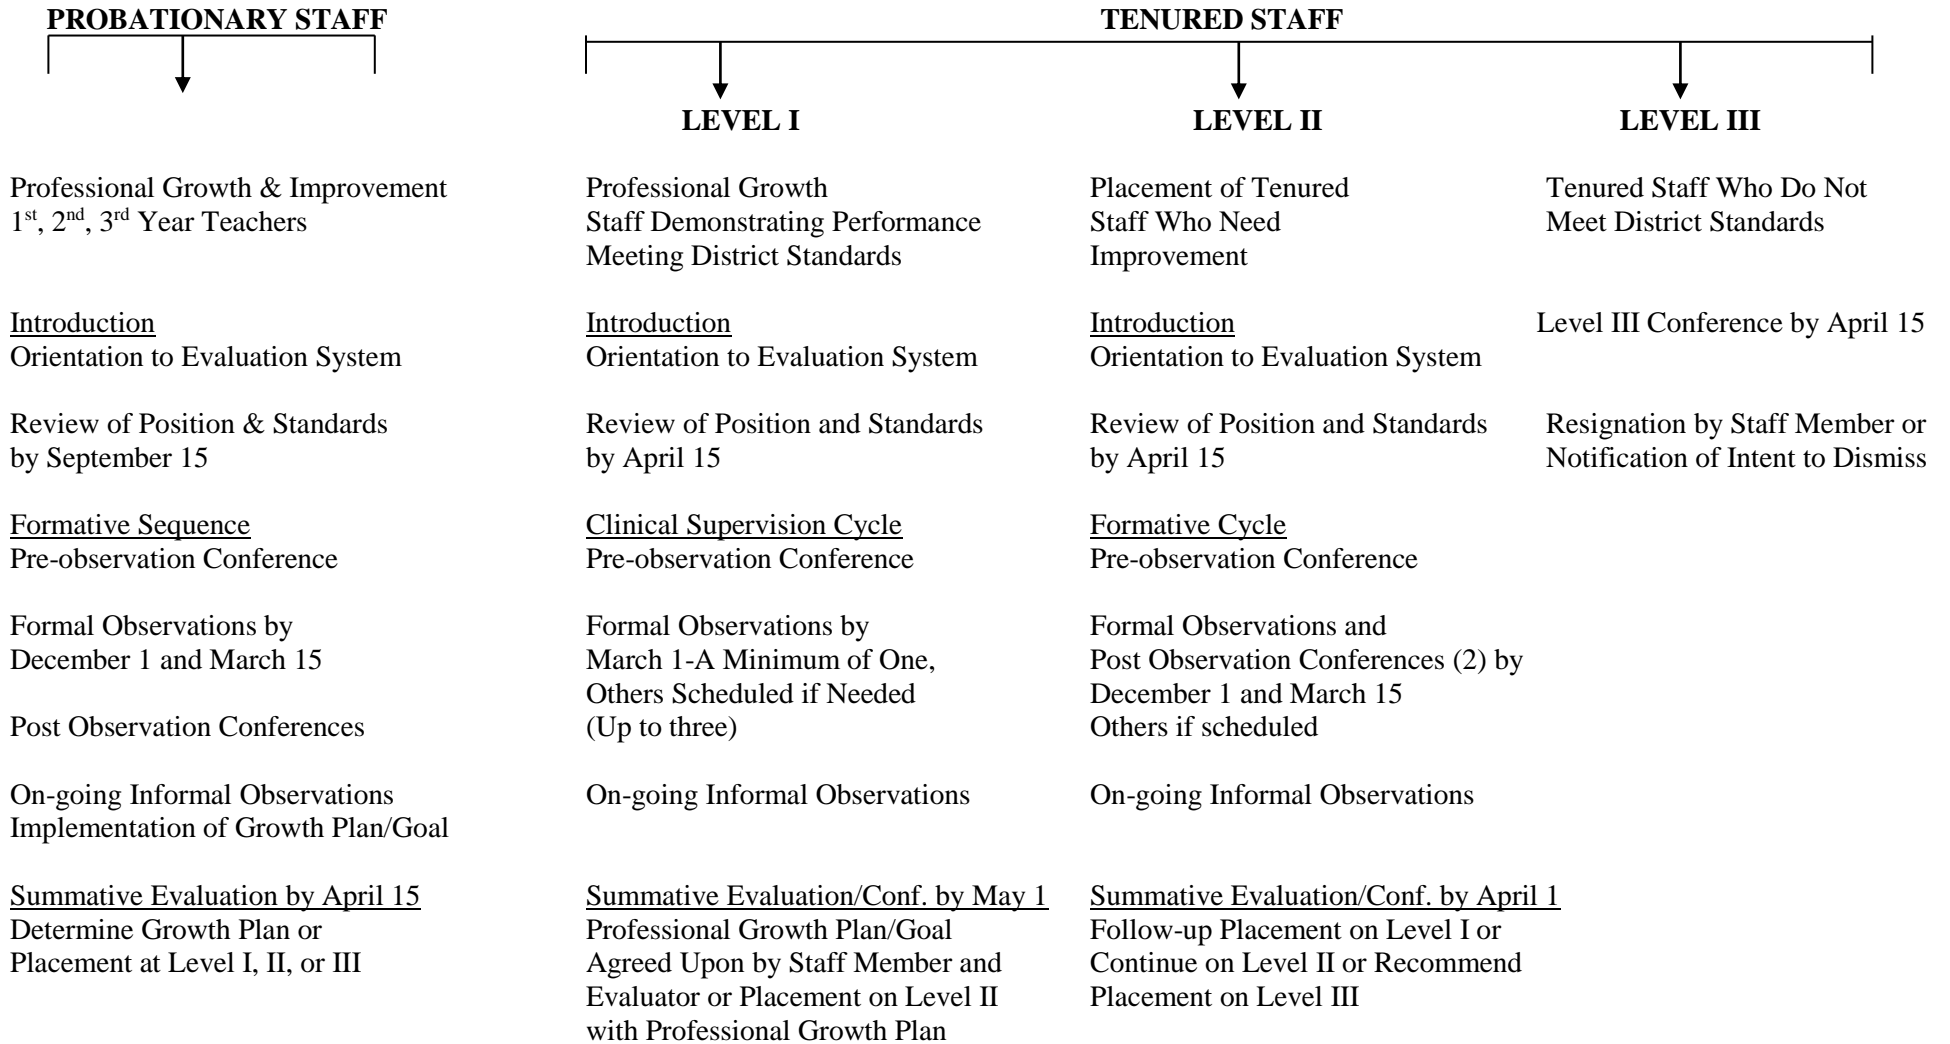 PROBATIONARY STAFF
TENURED STAFF
LEVEL I
LEVEL II
LEVEL III
Professional Growth & Improvement
1st, 2nd, 3rd Year Teachers
Introduction
Orientation to Evaluation System
Review of Position & Standards
by September 15
Formative Sequence
Pre-observation Conference
Formal Observations by
December 1 and March 15
Post Observation Conferences
On-going Informal Observations
Implementation of Growth Plan/Goal
Summative Evaluation by April 15
Determine Growth Plan or
Placement at Level I, II, or III
Professional Growth
Staff Demonstrating Performance
Meeting District Standards
Introduction
Orientation to Evaluation System
Review of Position and Standards
by April 15
Clinical Supervision Cycle
Pre-observation Conference
Formal Observations by
March 1-A Minimum of One,
Others Scheduled if Needed
(Up to three)
On-going Informal Observations
Summative Evaluation/Conf. by May 1
Professional Growth Plan/Goal
Agreed Upon by Staff Member and
Evaluator or Placement on Level II
with Professional Growth Plan
Placement of Tenured
Staff Who Need
Improvement
Introduction
Orientation to Evaluation System
Review of Position and Standards
by April 15
Formative Cycle
Pre-observation Conference
Formal Observations and
Post Observation Conferences (2) by
December 1 and March 15
Others if scheduled
On-going Informal Observations
Summative Evaluation/Conf. by April 1
Follow-up Placement on Level I or
Continue on Level II or Recommend
Placement on Level III
Tenured Staff Who Do Not
Meet District Standards
Level III Conference by April 15
Resignation by Staff Member or
Notification of Intent to Dismiss